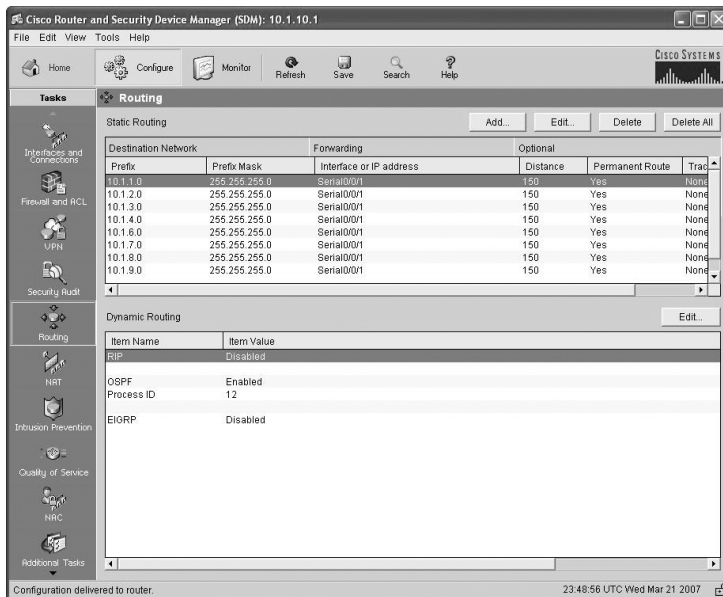 Cisco Router and Security Device Manager (SDM): 10.1.10.1
File Edit View Tools Help
Home Configure Monitor Refresh Save Search Help
CISCO SYSTEMS
Tasks
Interfaces and Connections
Firewall and ACL
VPN
Security Audit
Routing
NAT
Intrusion Prevention
Quality of Service
NAC
Additional Tasks
Routing
Static Routing Add... Edit... Delete Delete All
Destination Network Forwarding Optional
Prefix Prefix Mask Interface or IP address Distance Permanent Route Trac
10.1.1.0 255.255.255.0 Serial0/0/1 150 Yes None
10.1.2.0 255.255.255.0 Serial0/0/1 150 Yes None
10.1.3.0 255.255.255.0 Serial0/0/1 150 Yes None
10.1.4.0 255.255.255.0 Serial0/0/1 150 Yes None
10.1.6.0 255.255.255.0 Serial0/0/1 150 Yes None
10.1.7.0 255.255.255.0 Serial0/0/1 150 Yes None
10.1.8.0 255.255.255.0 Serial0/0/1 150 Yes None
10.1.9.0 255.255.255.0 Serial0/0/1 150 Yes None
Dynamic Routing Edit...
Item Name Item Value
RIP Disabled
OSPF Enabled
Process ID 12
EIGRP Disabled
Configuration delivered to router. 23:48:56 UTC Wed Mar 21 2007